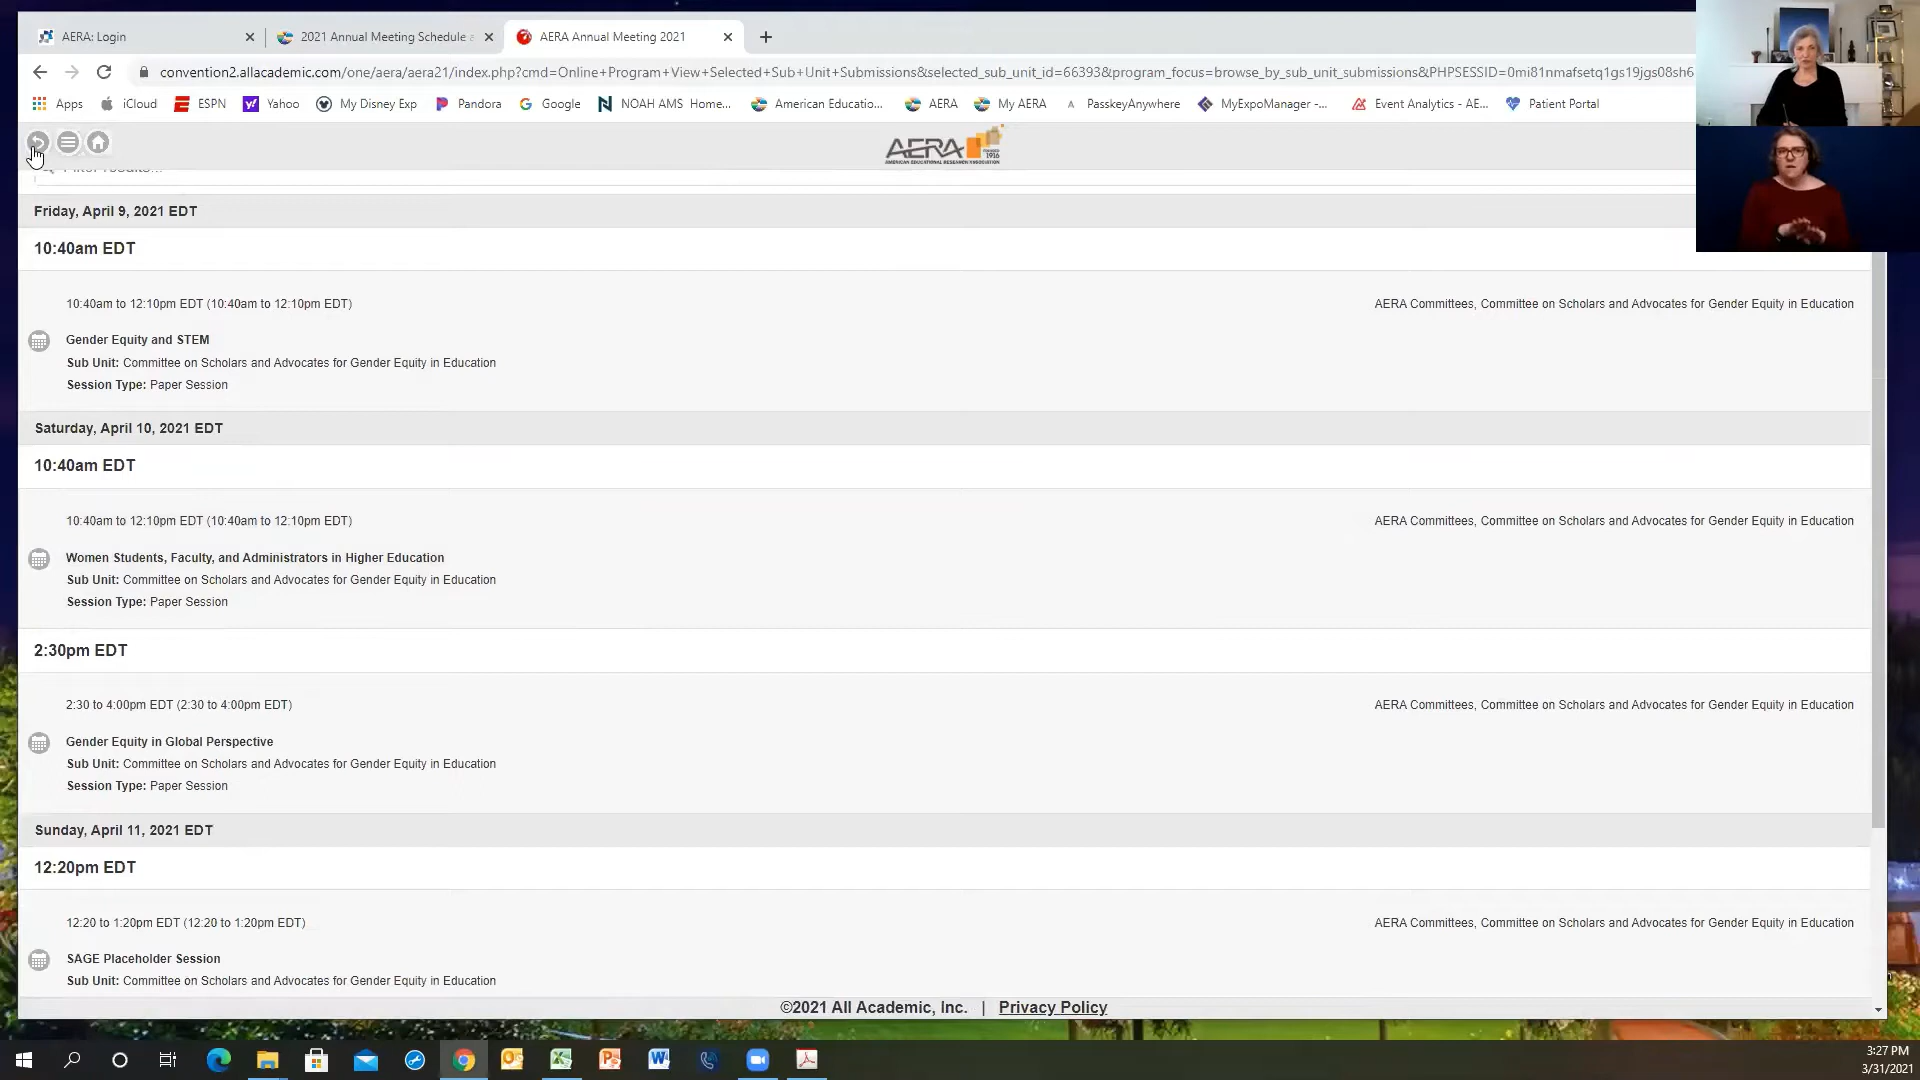 AERA: Login
2021 Annual Meeting Schedule
AERA Annual Meeting 2021
convention2.allacademic.com/one/aera/aera21/index.php?cmd=Online+Program+View+Selected+Sub+Unit+Submissions&selected_sub_unit_id=66393&program_focus=browse_by_sub_unit_submissions&PHPSESSID=0mi81nmafsetq1gs19jgs08sh6
Apps
iCloud
ESPN
Yahoo
My Disney Exp
Pandora
Google
NOAH AMS Home...
American Educatio...
AERA
My AERA
PasskeyAnywhere
MyExpoManager -...
Event Analytics - AE...
Patient Portal
AERA
AMERICAN EDUCATIONAL RESEARCH ASSOCIATION
1916
Filter results...
Friday, April 9, 2021 EDT
10:40am EDT
10:40am to 12:10pm EDT (10:40am to 12:10pm EDT)
AERA Committees, Committee on Scholars and Advocates for Gender Equity in Education
Gender Equity and STEM
Sub Unit: Committee on Scholars and Advocates for Gender Equity in Education
Session Type: Paper Session
Saturday, April 10, 2021 EDT
10:40am EDT
10:40am to 12:10pm EDT (10:40am to 12:10pm EDT)
AERA Committees, Committee on Scholars and Advocates for Gender Equity in Education
Women Students, Faculty, and Administrators in Higher Education
Sub Unit: Committee on Scholars and Advocates for Gender Equity in Education
Session Type: Paper Session
2:30pm EDT
2:30 to 4:00pm EDT (2:30 to 4:00pm EDT)
AERA Committees, Committee on Scholars and Advocates for Gender Equity in Education
Gender Equity in Global Perspective
Sub Unit: Committee on Scholars and Advocates for Gender Equity in Education
Session Type: Paper Session
Sunday, April 11, 2021 EDT
12:20pm EDT
12:20 to 1:20pm EDT (12:20 to 1:20pm EDT)
AERA Committees, Committee on Scholars and Advocates for Gender Equity in Education
SAGE Placeholder Session
Sub Unit: Committee on Scholars and Advocates for Gender Equity in Education
©2021 All Academic, Inc. | Privacy Policy
3:27 PM
3/31/2021